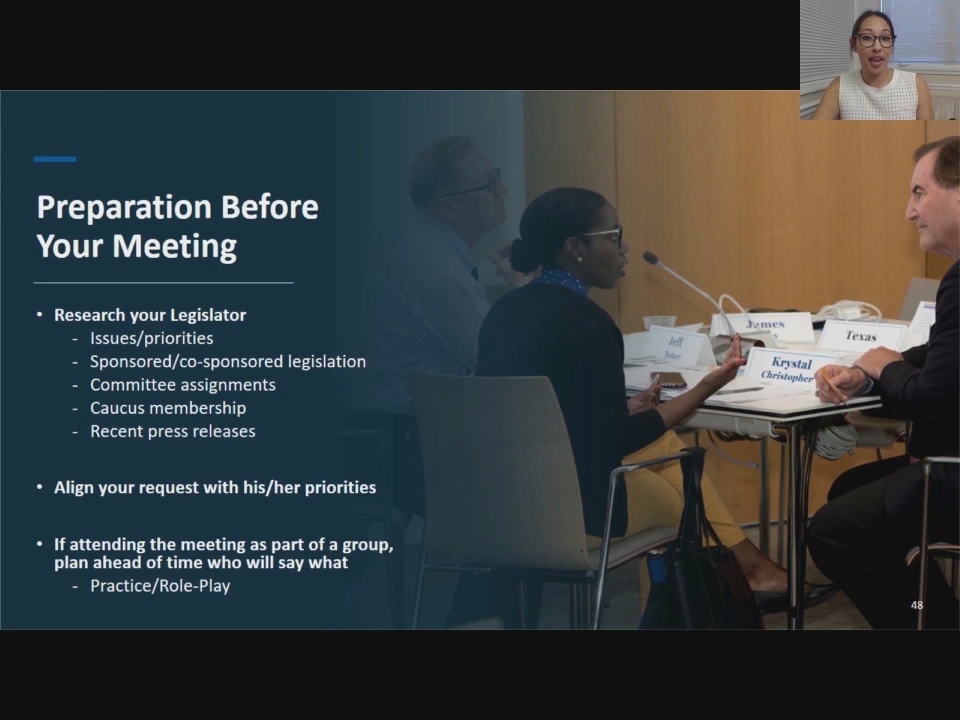 Preparation Before
Your Meeting
• Research your Legislator
- Issues/priorities
- Sponsored/co-sponsored legislation
- Committee assignments
- Caucus membership
- Recent press releases
• Align your request with his/her priorities
• If attending the meeting as part of a group,
plan ahead of time who will say what
- Practice/Role-Play
James
Texas
Jeff
Baker
Krystal
Christopher
48